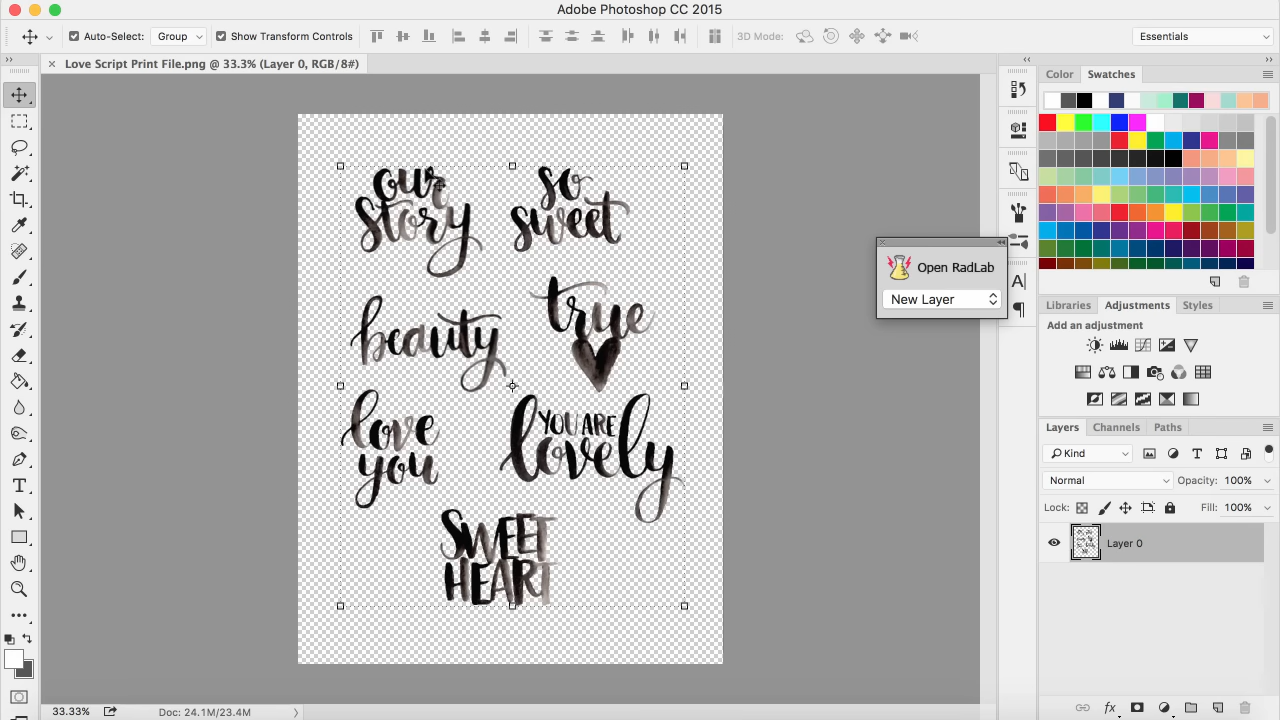 Adobe Photoshop CC 2015
Auto-Select: Group Show Transform Controls 3D Mode: Essentials
Love Script Print File.png @ 33.3% (Layer 0, RGB/8#)
Color Swatches
our
story
so
sweet
Open RadLab
New Layer
beauty
true
Libraries Adjustments Styles
Add an adjustment
love
you
YOU ARE
lovely
SWEET
HEART
Layers Channels Paths
Kind
Normal Opacity: 100%
Lock: Fill: 100%
Layer 0
33.33% Doc: 24.1M/23.4M